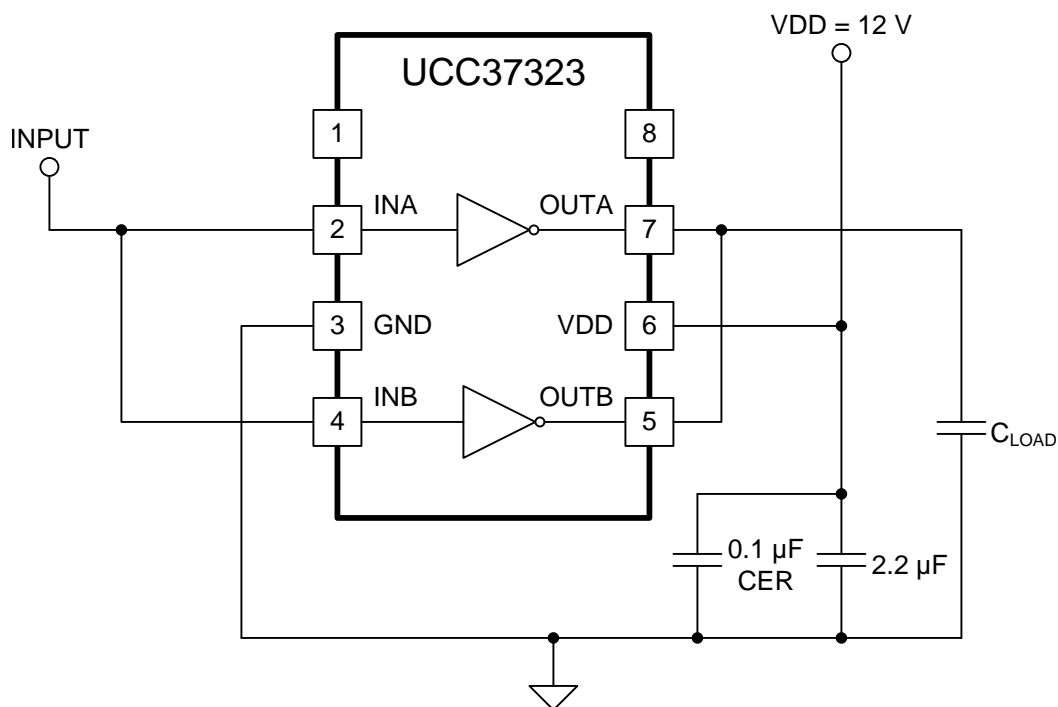 VDD = 12 V
UCC37323
INPUT
1
8
2
INA
OUTA
7
3
GND
VDD
6
4
INB
OUTB
5
CLOAD
0.1 µF
CER
2.2 µF